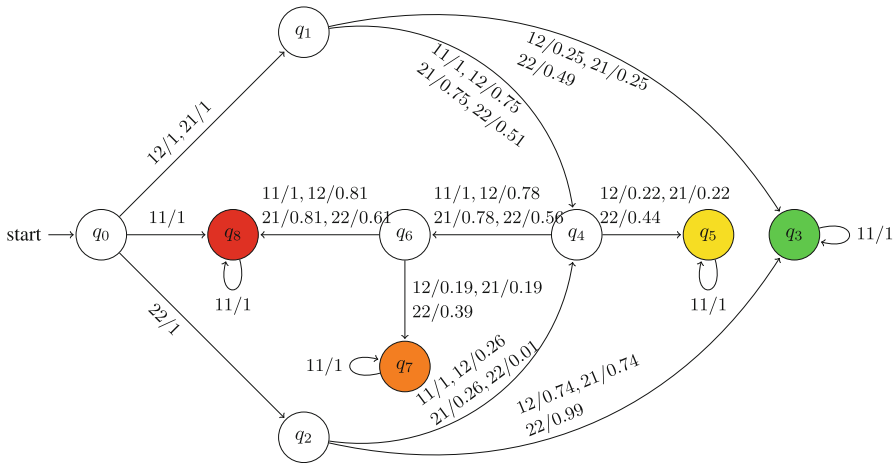 q1
12/1, 21/1
11/1, 12/0.75
21/0.75, 22/0.51
12/0.25, 21/0.25
22/0.49
start
q0
11/1
q8
11/1
11/1, 12/0.81
21/0.81, 22/0.61
q6
11/1, 12/0.78
21/0.78, 22/0.56
q4
12/0.22, 21/0.22
22/0.44
q5
11/1
q3
11/1
22/1
12/0.19, 21/0.19
22/0.39
11/1
q7
11/1, 12/0.26
21/0.26, 22/0.01
12/0.74, 21/0.74
22/0.99
q2